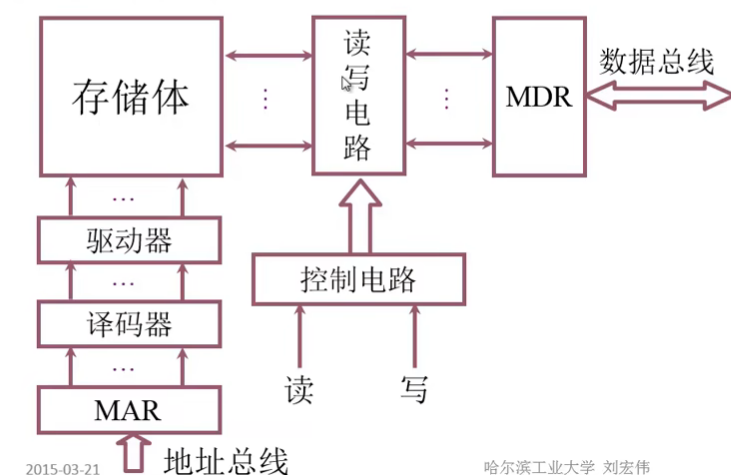 存储体
读写电路
MDR
数据总线
…
…
…
驱动器
…
控制电路
译码器
…
读
写
MAR
2015-03-21
地址总线
哈尔滨工业大学 刘宏伟